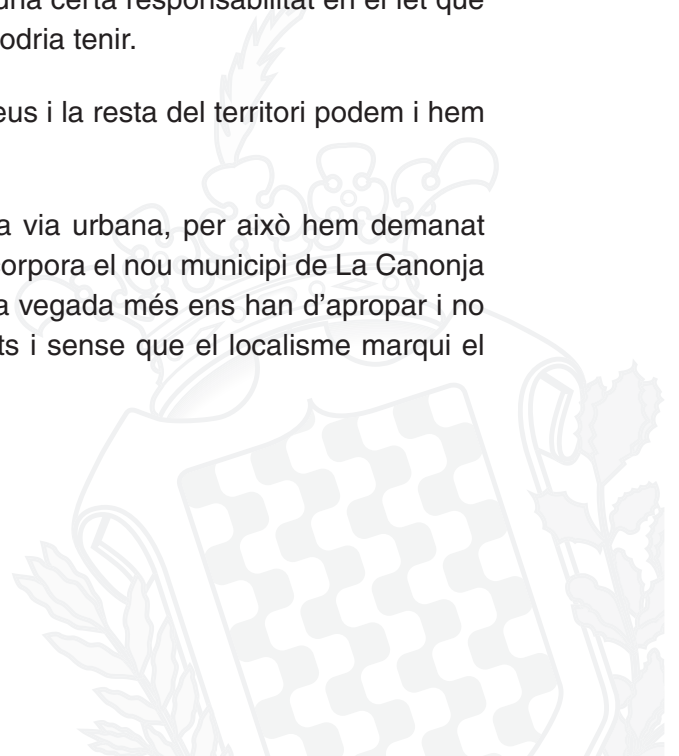 una certa responsabilitat en el fet que
odria tenir.
eus i la resta del territori podem i hem
a via urbana, per això hem demanat
corpora el nou municipi de La Canonja
a vegada més ens han d’apropar i no
ts i sense que el localisme marqui el